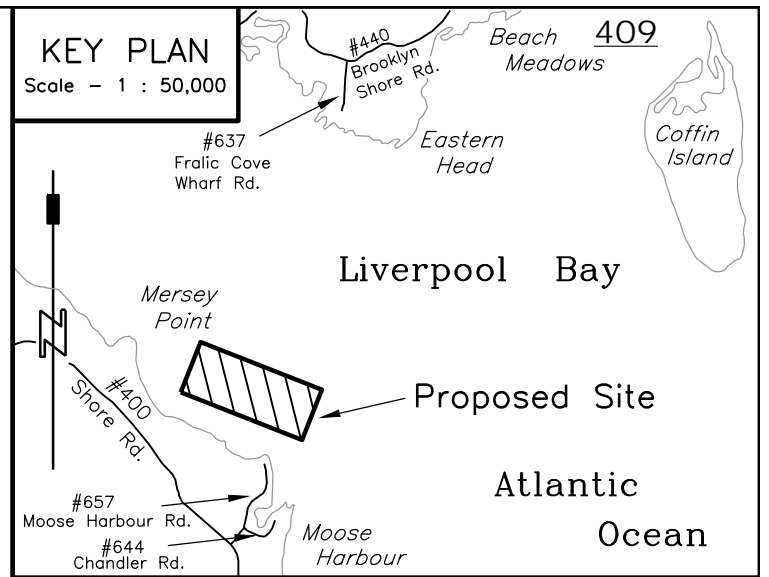 KEY PLAN
Scale - 1 : 50,000
#440
Brooklyn
Shore Rd.
Beach
Meadows
409
#637
Fralic Cove
Wharf Rd.
Eastern
Head
Coffin
Island
Liverpool Bay
Mersey
Point
N
#400
Shore Rd.
Proposed Site
Atlantic
Ocean
#657
Moose Harbour Rd.
#644
Chandler Rd.
Moose
Harbour